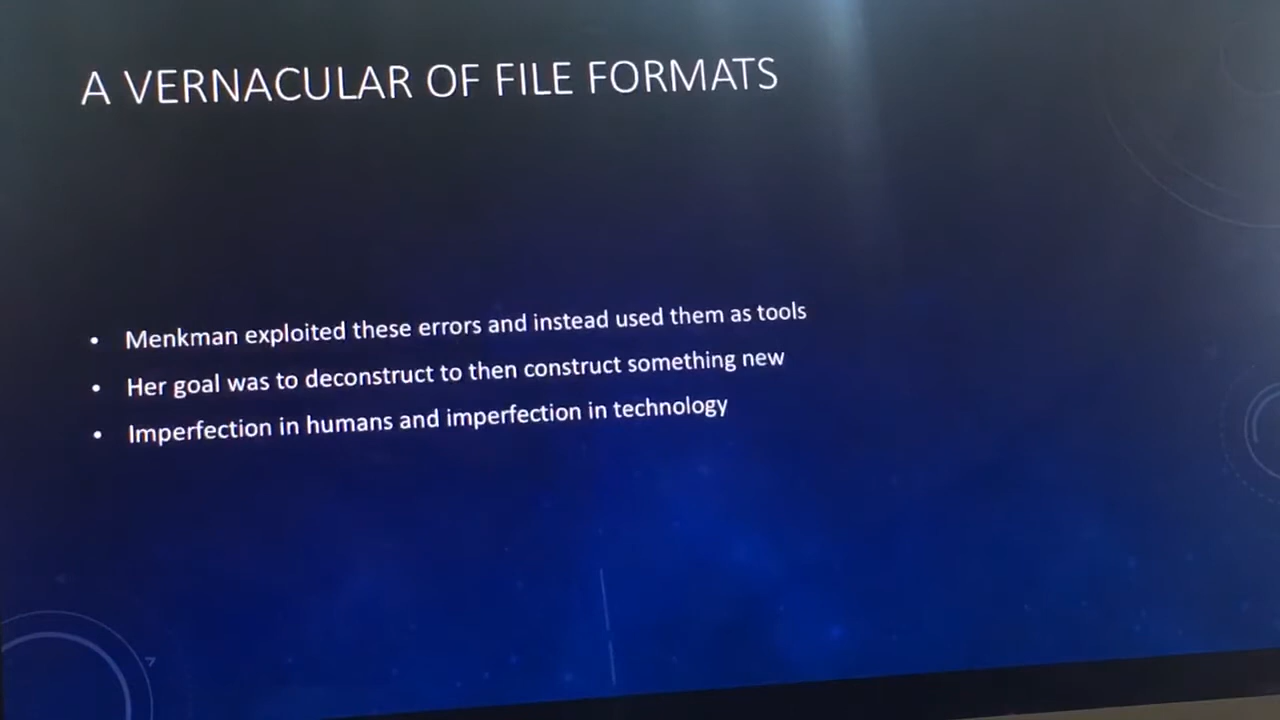 A VERNACULAR OF FILE FORMATS
• Menkman exploited these errors and instead used them as tools
• Her goal was to deconstruct to then construct something new
• Imperfection in humans and imperfection in technology